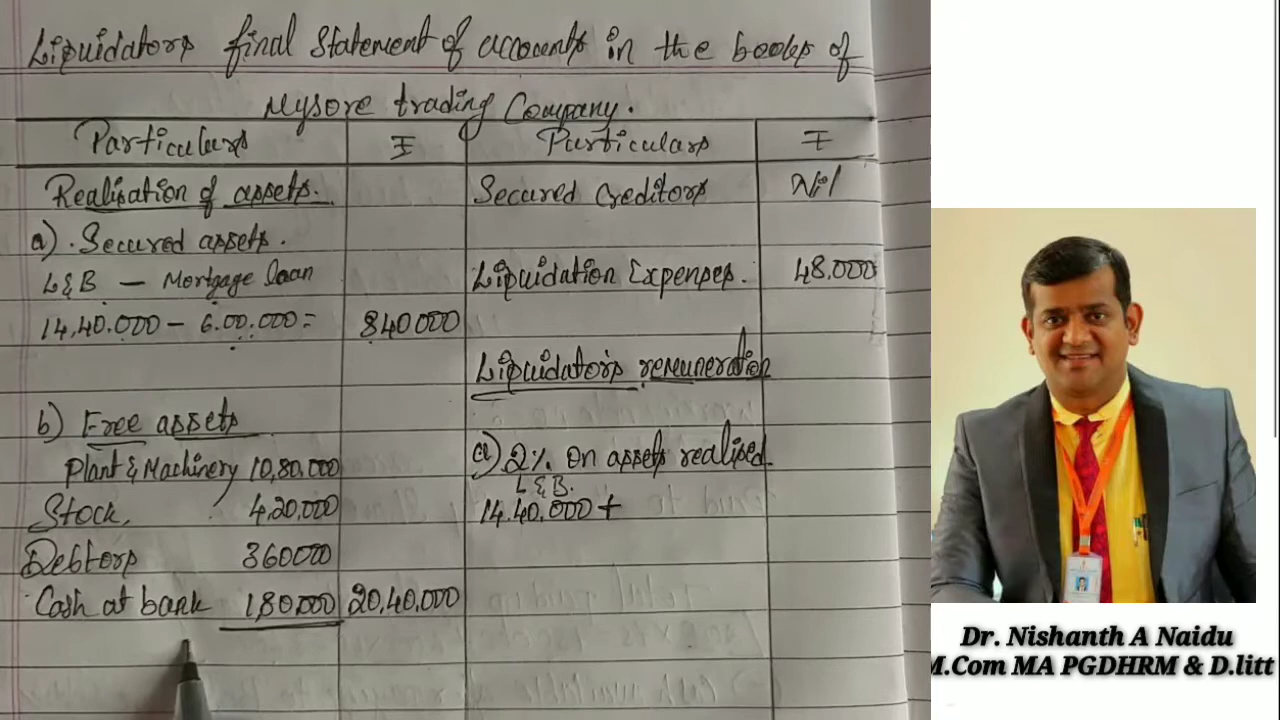 Liquidators final statement of accounts in the books of
Mysore trading Company.
Particulars ₹ Particulars ₹
Realisation of assets. Secured Creditors Nil
a). Secured assets.
L&B — Mortgage loan Liquidation Expenses. 48,000
14,40,000 — 6,00,000 = 840000
Liquidator's remuneration
b) Free assets
Plant & Machinery 10,80,000 a) 2% On assets realised
L & B.
Stock, 4,20,000 14,40,000 +
Debtors 360000
Cash at bank 1,80,000 20,40,000
Dr. Nishanth A Naidu
M.Com MA PGDHRM & D.litt